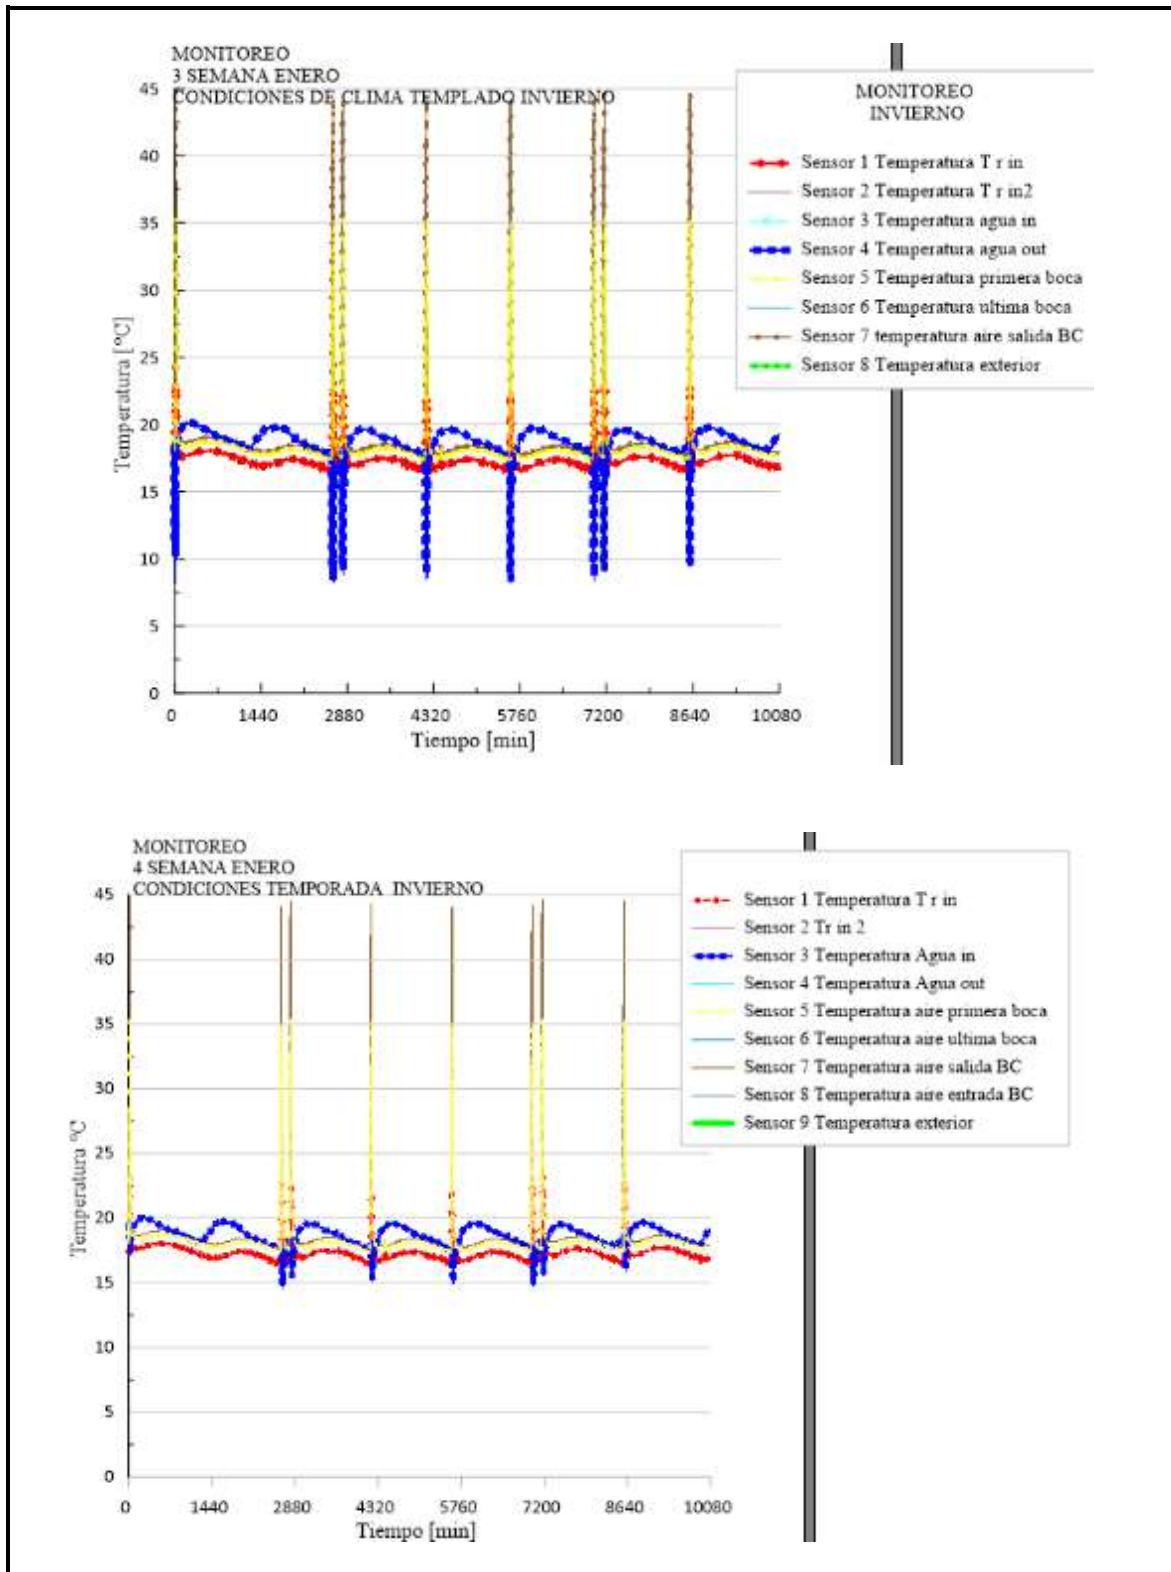 MONITOREO
3 SEMANA ENERO
CONDICIONES DE CLIMA TEMPLADO INVIERNO
45
40
35
30
25
20
15
10
5
0
Temperatura [ºC]
0 1440 2880 4320 5760 7200 8640 10080
Tiempo [min]
MONITOREO
INVIERNO
Sensor 1 Temperatura T r in
Sensor 2 Temperatura T r in2
Sensor 3 Temperatura agua in
Sensor 4 Temperatura agua out
Sensor 5 Temperatura primera boca
Sensor 6 Temperatura ultima boca
Sensor 7 temperatura aire salida BC
Sensor 8 Temperatura exterior
MONITOREO
4 SEMANA ENERO
CONDICIONES TEMPORADA INVIERNO
45
40
35
30
25
20
15
10
5
0
Temperatura ºC
0 1440 2880 4320 5760 7200 8640 10080
Tiempo [min]
Sensor 1 Temperatura T r in
Sensor 2 Tr in 2
Sensor 3 Temperatura Agua in
Sensor 4 Temperatura Agua out
Sensor 5 Temperatura aire primera boca
Sensor 6 Temperatura aire ultima boca
Sensor 7 Temperatura aire salida BC
Sensor 8 Temperatura aire entrada BC
Sensor 9 Temperatura exterior